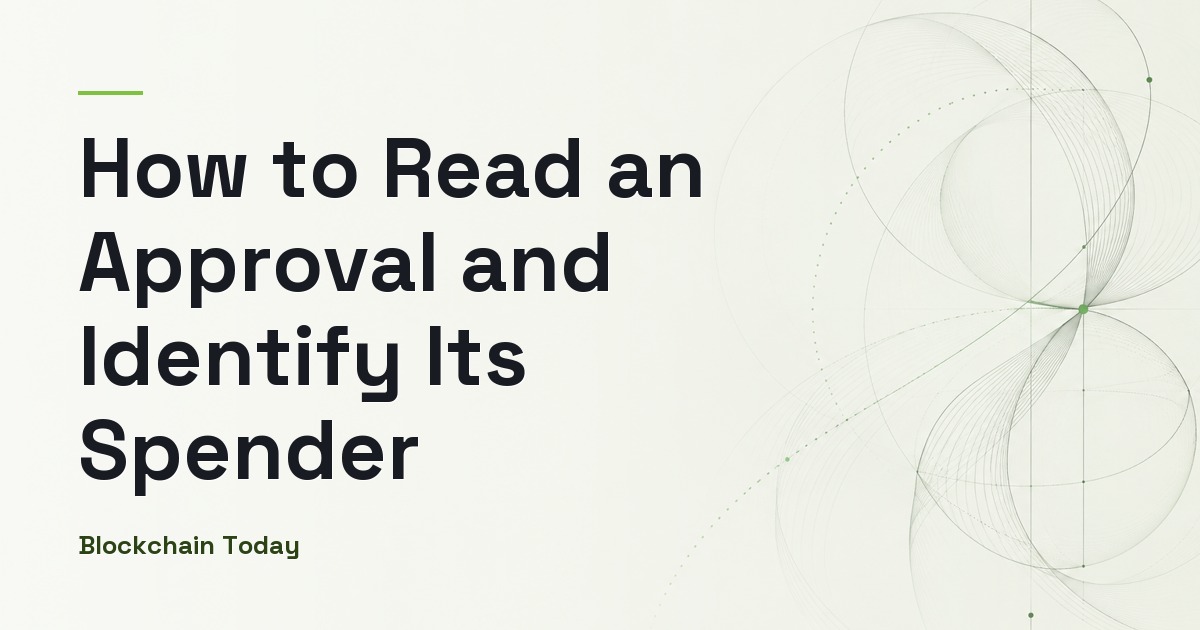 How to Read an
Approval and
Identify Its
Spender
Blockchain Today